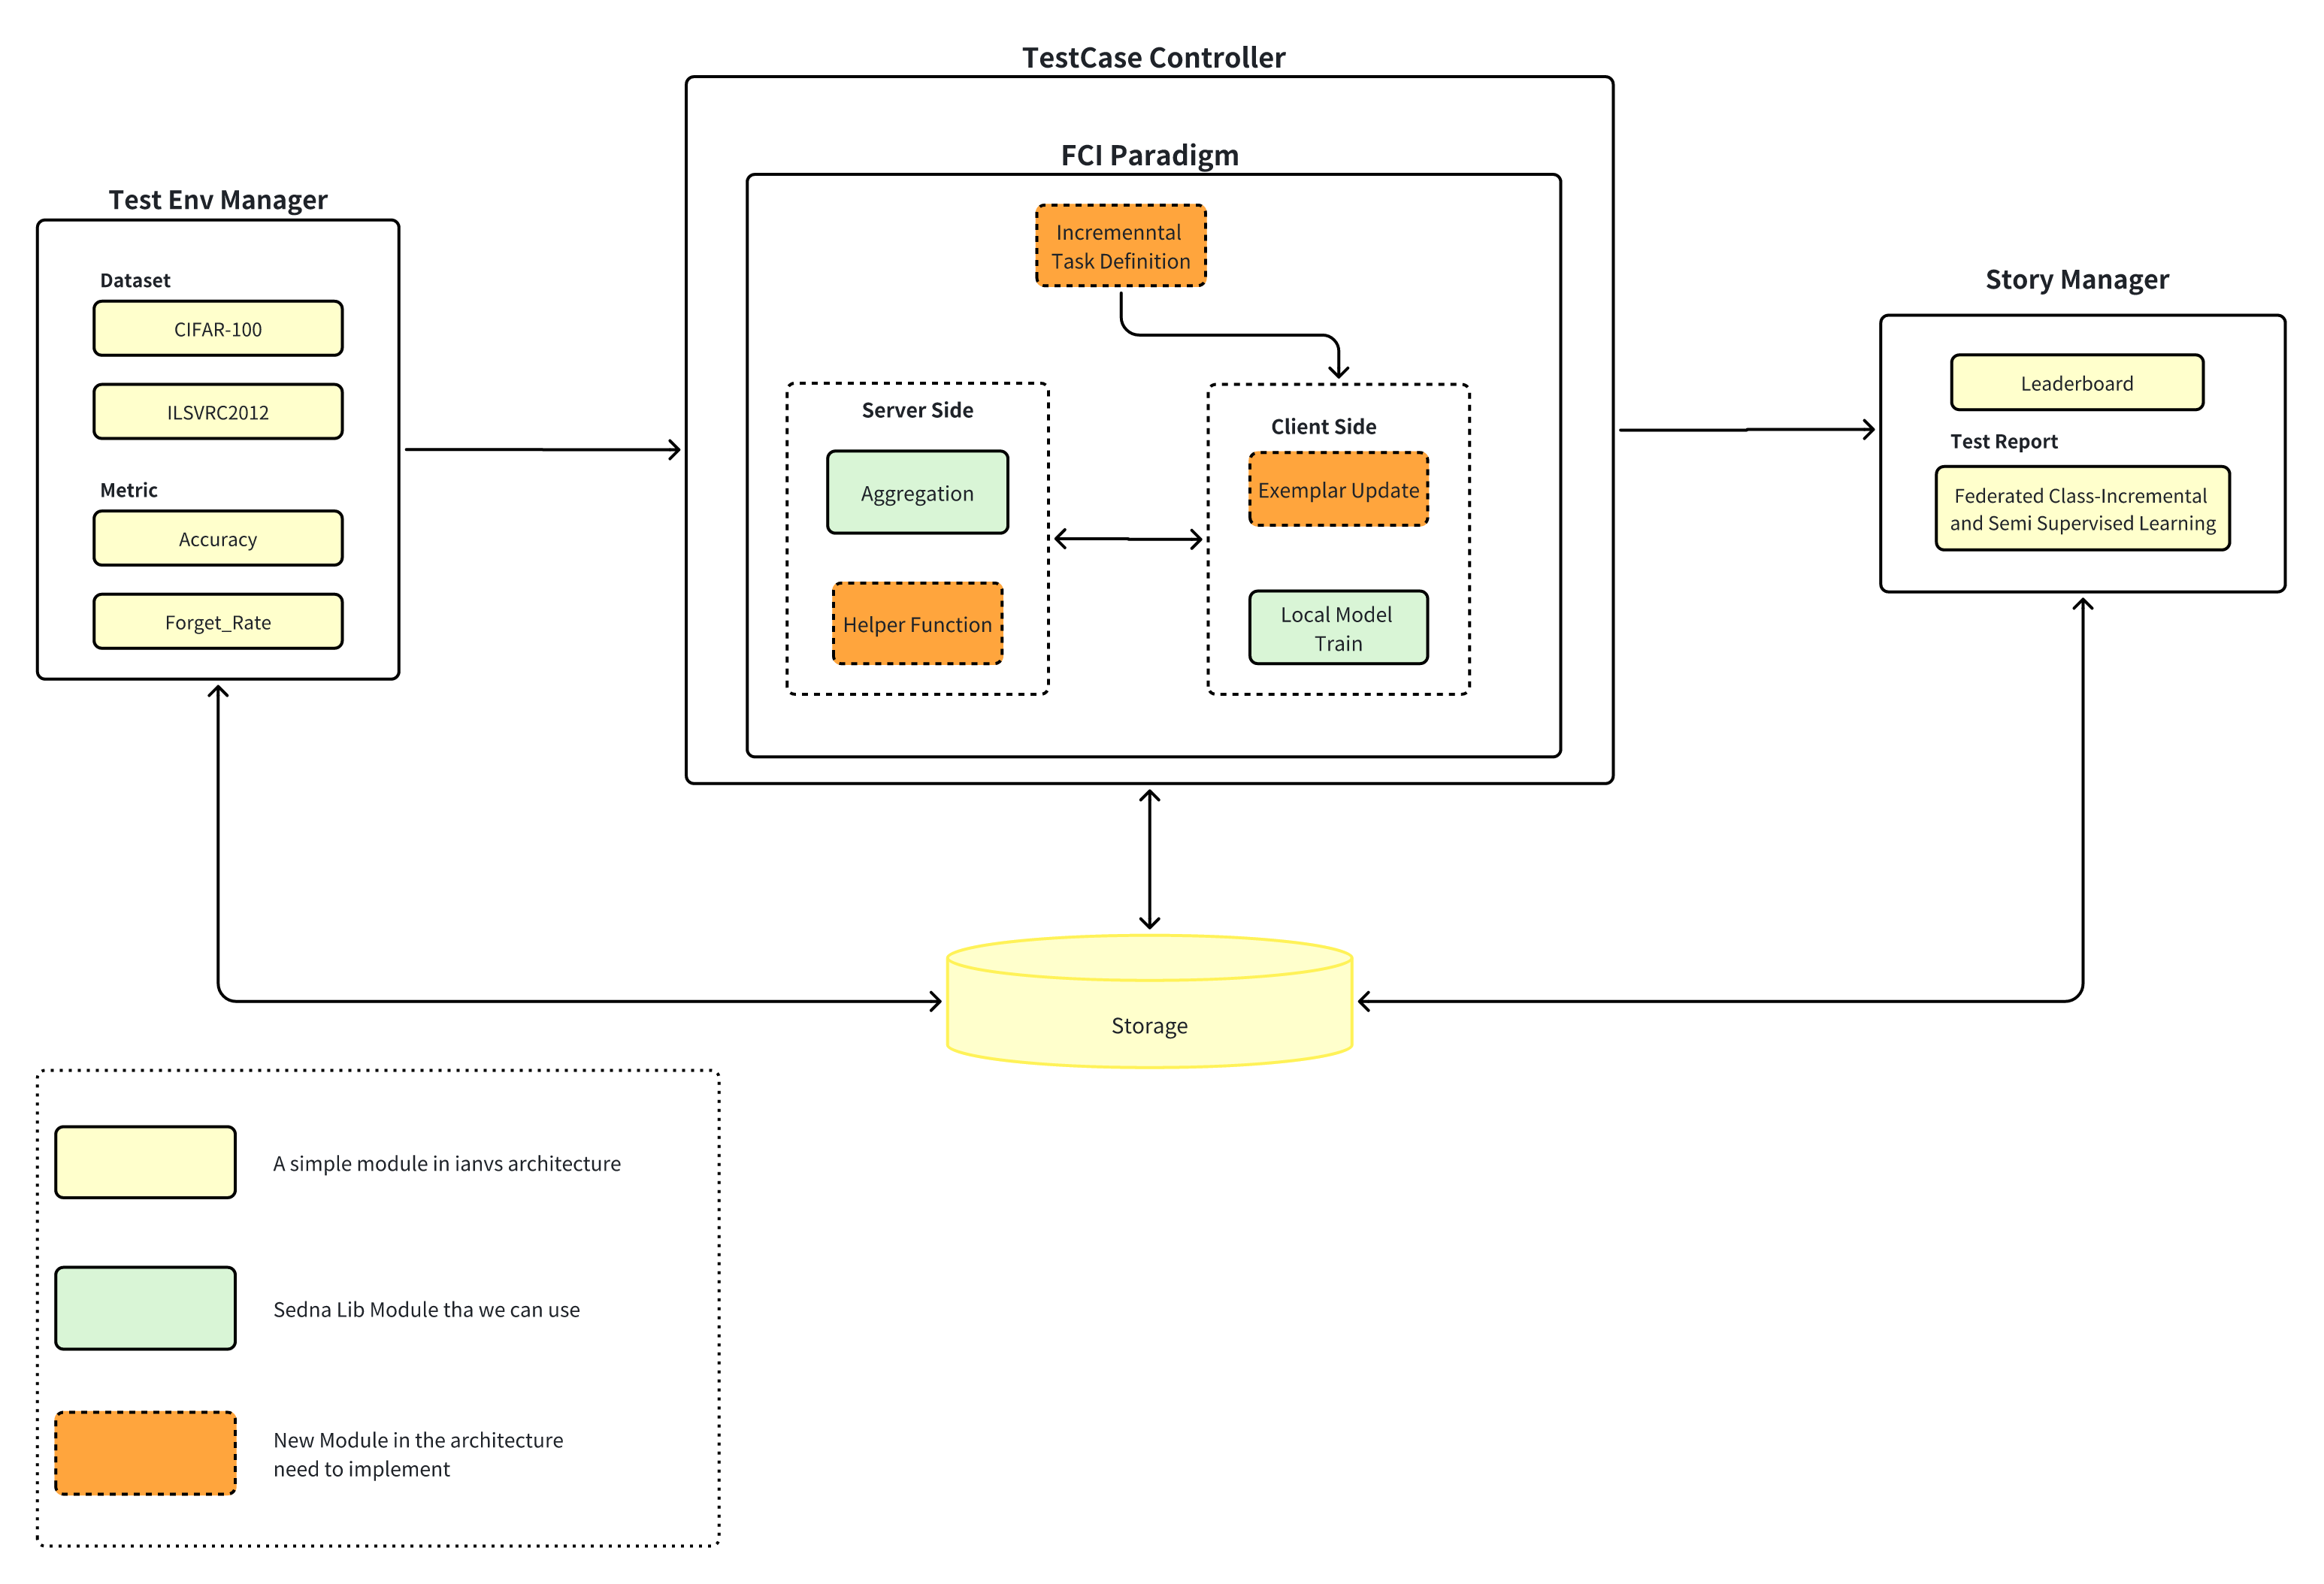 TestCase Controller
FCI Paradigm
Test Env Manager
Dataset
CIFAR-100
ILSVRC2012
Metric
Accuracy
Forget_Rate
Incremenntal
Task Definition
Server Side
Aggregation
Helper Function
Client Side
Exemplar Update
Local Model
Train
Story Manager
Leaderboard
Test Report
Federated Class-Incremental
and Semi Supervised Learning
Storage
A simple module in ianvs architecture
Sedna Lib Module tha we can use
New Module in the architecture
need to implement